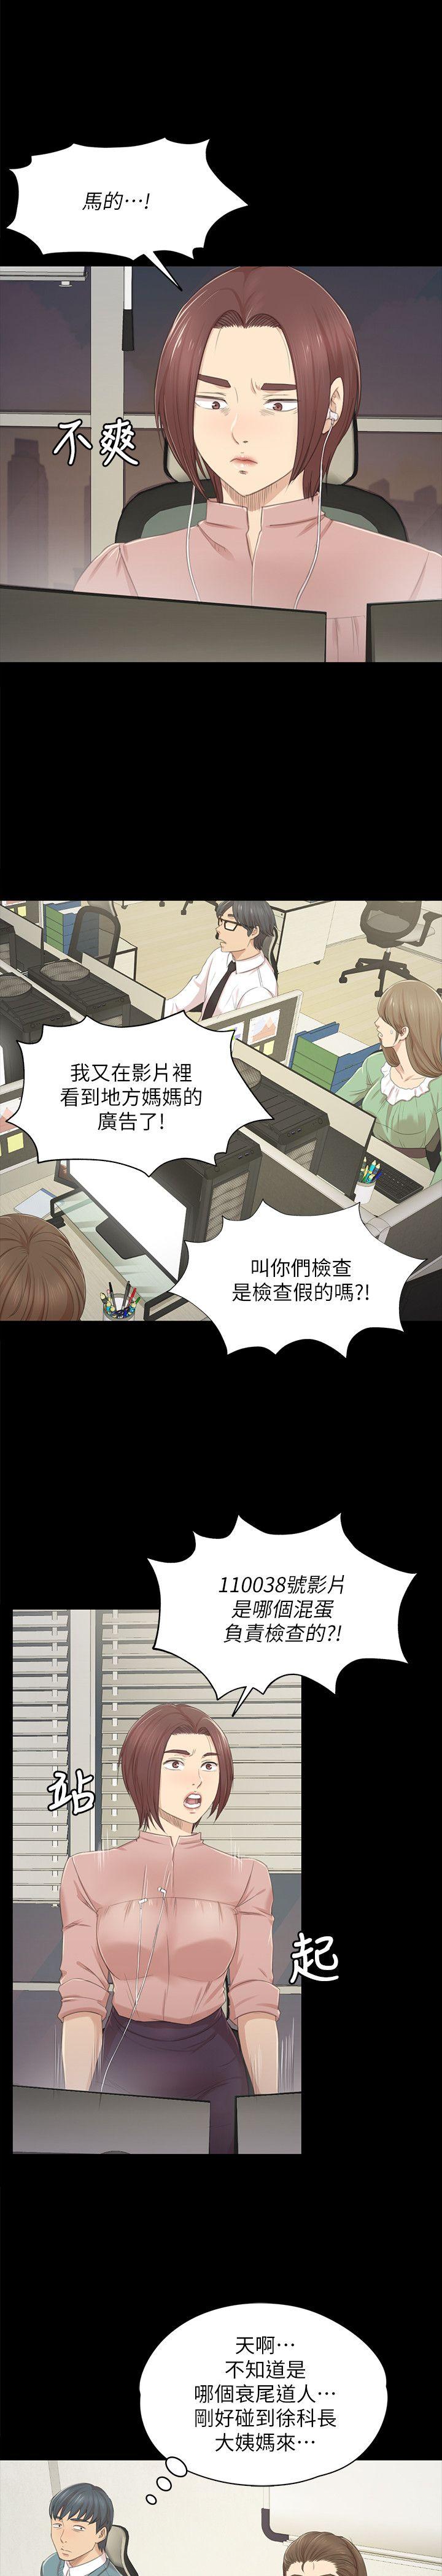 馬的…!
不爽
我又在影片裡
看到地方媽媽的
廣告了!
叫你們檢查
是檢查假的嗎?!
110038號影片
是哪個混蛋
負責檢查的?!
站
起
天啊…
不知道是
哪個衰尾道人…
剛好碰到徐科長
大姨媽來…